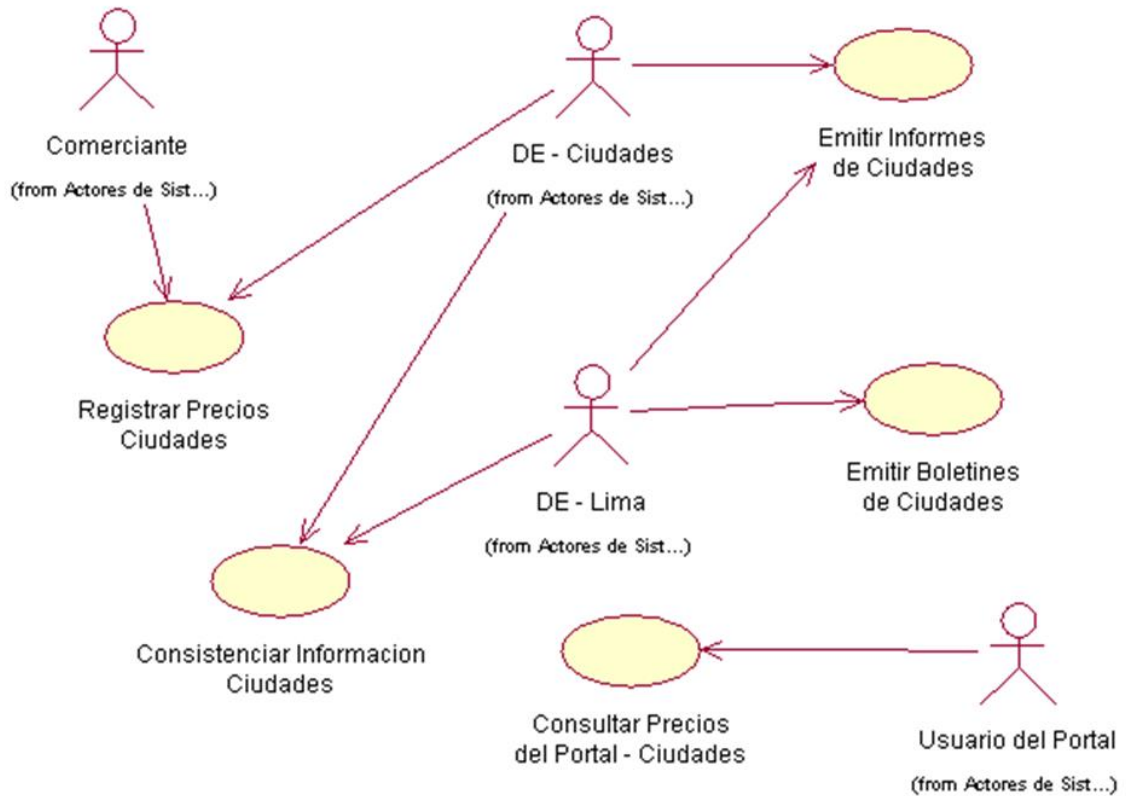 Comerciante
(from Actores de Sist...)
DE - Ciudades
(from Actores de Sist...)
Emitir Informes
de Ciudades
Registrar Precios
Ciudades
DE - Lima
(from Actores de Sist...)
Emitir Boletines
de Ciudades
Consistenciar Informacion
Ciudades
Consultar Precios
del Portal - Ciudades
Usuario del Portal
(from Actores de Sist...)